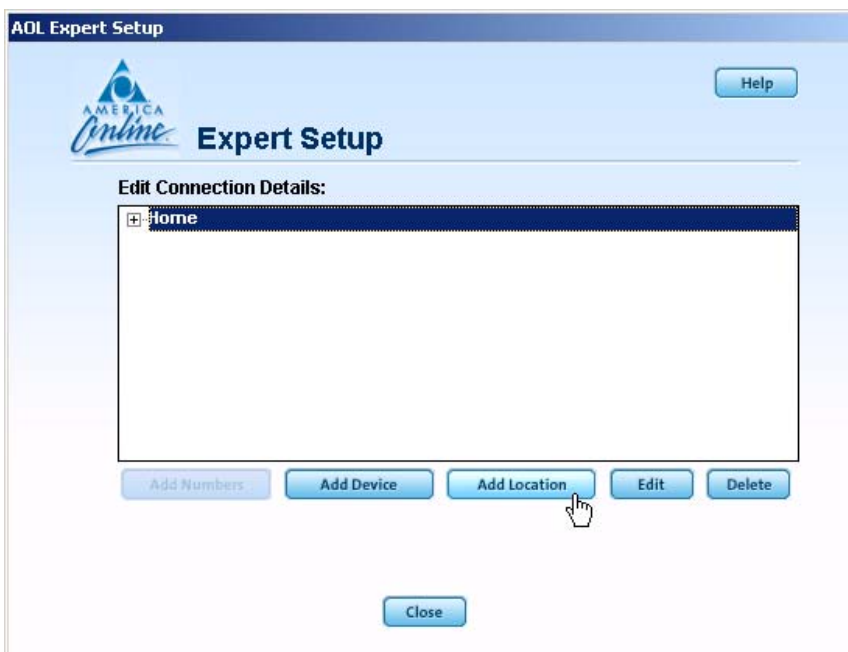 AOL Expert Setup
Help
AMERICA
Online
Expert Setup
Edit Connection Details:
Home
Add Numbers
Add Device
Add Location
Edit
Delete
Close